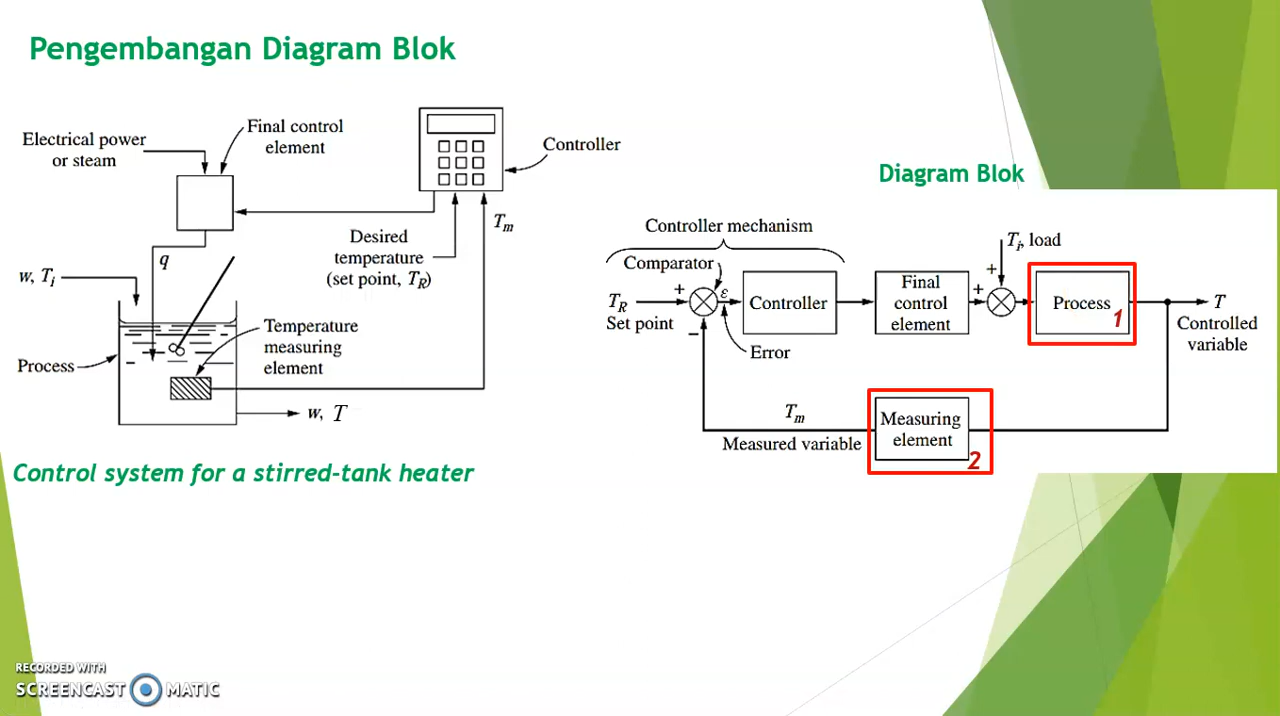 Pengembangan Diagram Blok
Electrical power
or steam
Final control
element
Controller
q
Desired
temperature
(set point, T_R)
T_m
w, T_i
Temperature
measuring
element
Process
w, T
Control system for a stirred-tank heater
Diagram Blok
Controller mechanism
Comparator
T_i, load
+
+
ε
+
T_R
Set point
Controller
Final
control
element
Process
1
T
Controlled
variable
−
Error
T_m
Measured variable
Measuring
element
2
RECORDED WITH
SCREENCAST MATIC